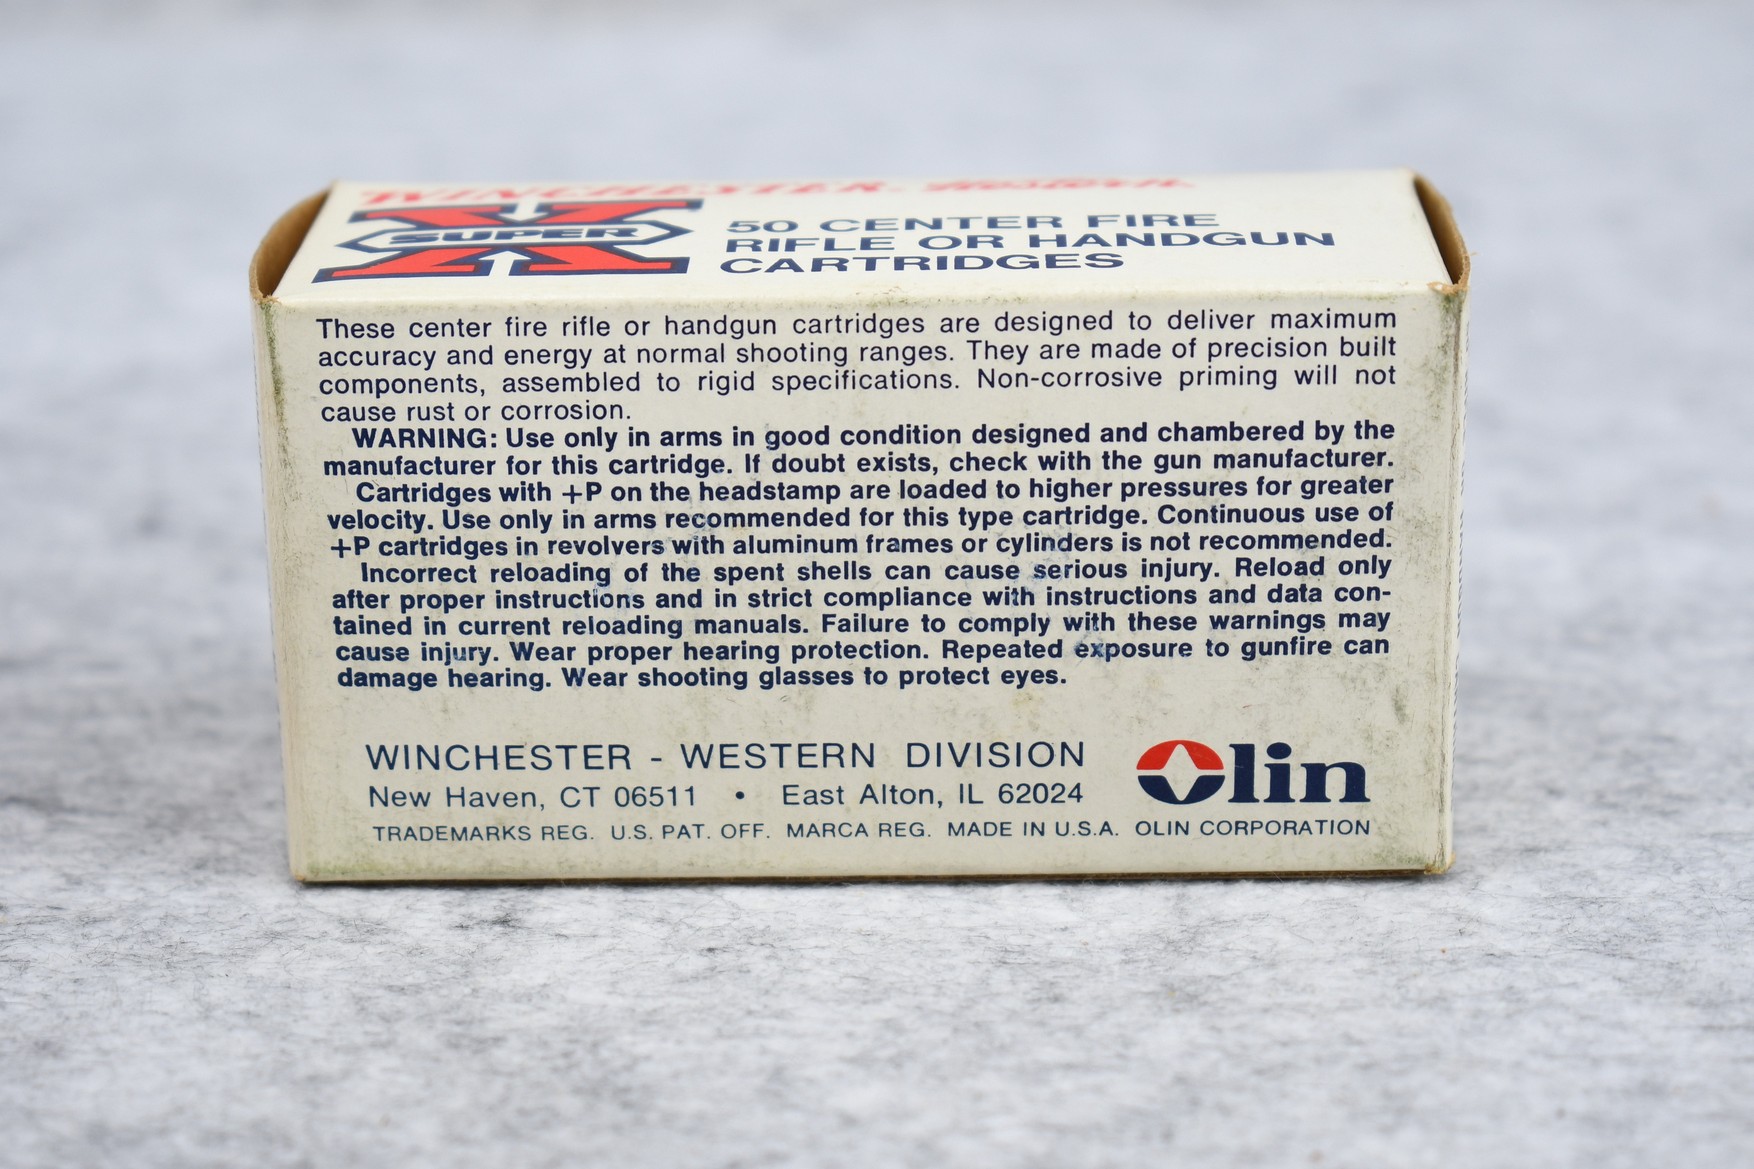 WINCHESTER-Western
SUPER X
50 CENTER FIRE
RIFLE OR HANDGUN
CARTRIDGES
These center fire rifle or handgun cartridges are designed to deliver maximum
accuracy and energy at normal shooting ranges. They are made of precision built
components, assembled to rigid specifications. Non-corrosive priming will not
cause rust or corrosion.
WARNING: Use only in arms in good condition designed and chambered by the
manufacturer for this cartridge. If doubt exists, check with the gun manufacturer.
Cartridges with +P on the headstamp are loaded to higher pressures for greater
velocity. Use only in arms recommended for this type cartridge. Continuous use of
+P cartridges in revolvers with aluminum frames or cylinders is not recommended.
Incorrect reloading of the spent shells can cause serious injury. Reload only
after proper instructions and in strict compliance with instructions and data con-
tained in current reloading manuals. Failure to comply with these warnings may
cause injury. Wear proper hearing protection. Repeated exposure to gunfire can
damage hearing. Wear shooting glasses to protect eyes.
WINCHESTER - WESTERN DIVISION
New Haven, CT 06511 • East Alton, IL 62024
Olin
TRADEMARKS REG. U.S. PAT. OFF. MARCA REG. MADE IN U.S.A. OLIN CORPORATION